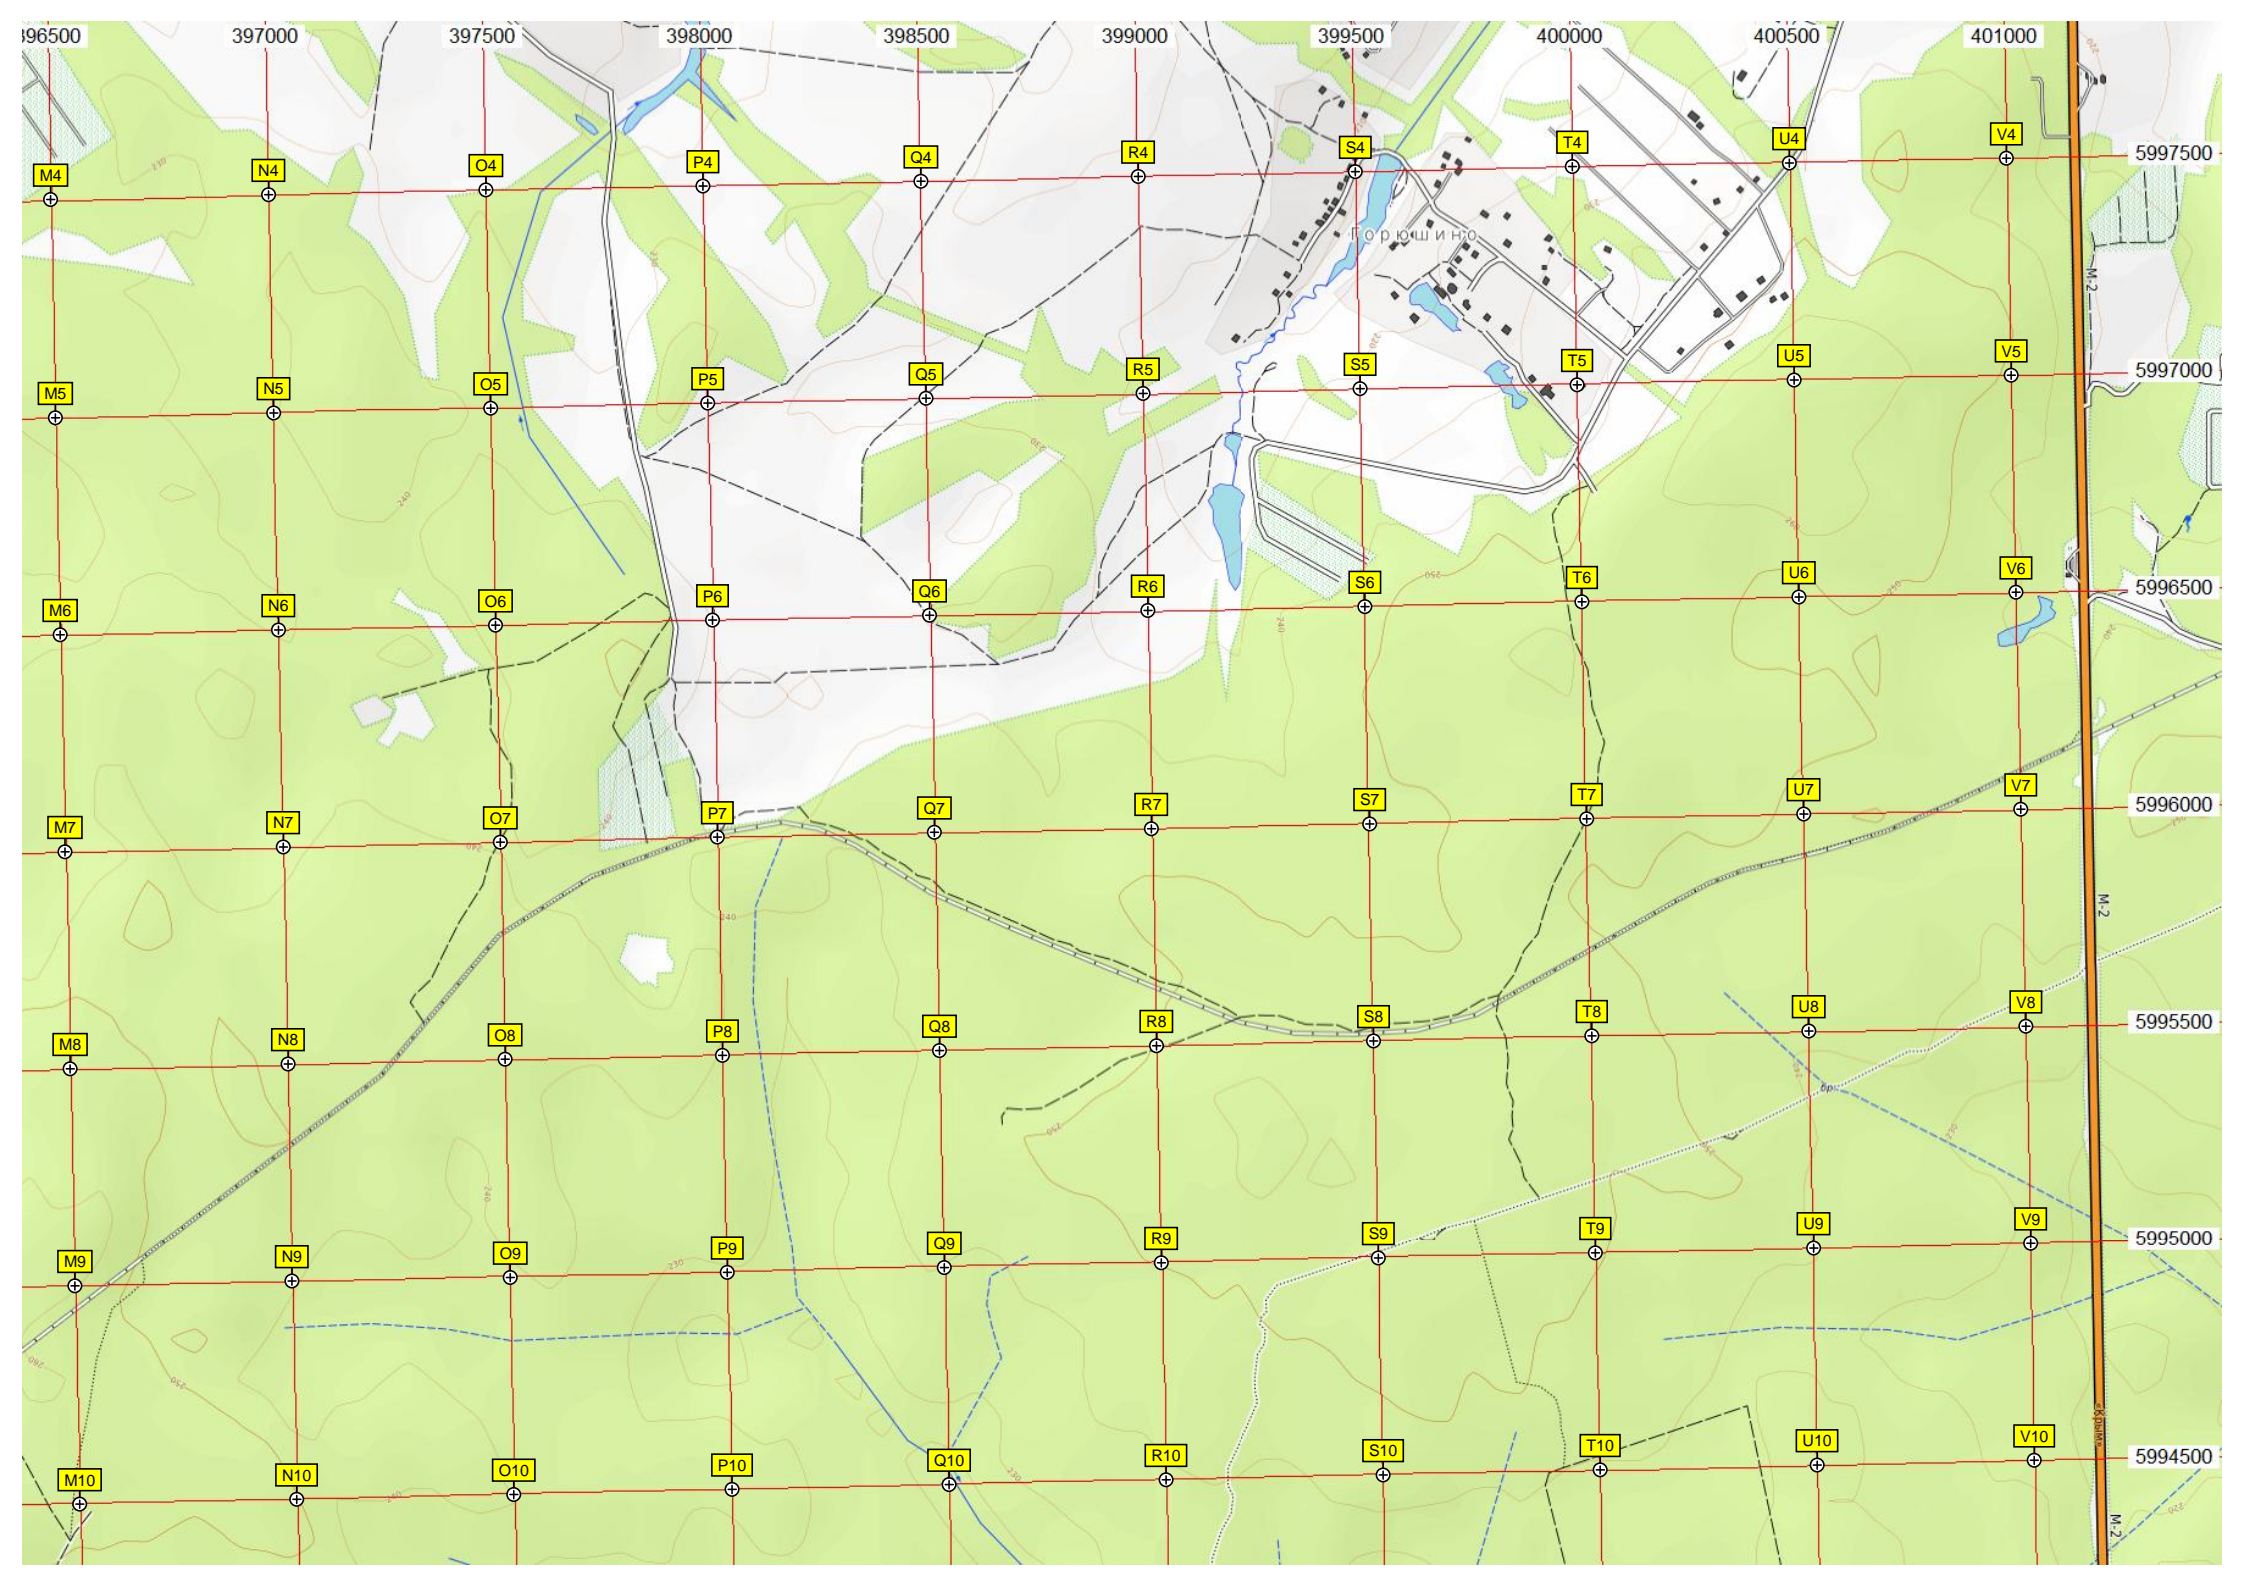 396500 397000 397500 398000 398500 399000 399500 400000 400500 401000
M4 N4 O4 P4 Q4 R4 S4 T4 U4 V4 5997500
Горюшино
М-2
M5 N5 O5 P5 Q5 R5 S5 T5 U5 V5 5997000
M6 N6 O6 P6 Q6 R6 S6 T6 U6 V6 5996500
M7 N7 O7 P7 Q7 R7 S7 T7 U7 V7 5996000
М-2
M8 N8 O8 P8 Q8 R8 S8 T8 U8 V8 5995500
бр.
M9 N9 O9 P9 Q9 R9 S9 T9 U9 V9 5995000
«Крым»
M10 N10 O10 P10 Q10 R10 S10 T10 U10 V10 5994500
М-2